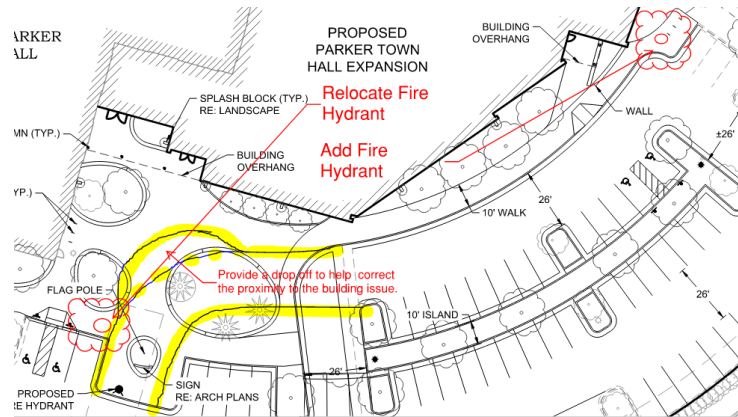 ARKER
ALL
PROPOSED
PARKER TOWN
HALL EXPANSION
BUILDING
OVERHANG
SPLASH BLOCK (TYP.)
RE: LANDSCAPE
Relocate Fire
Hydrant
WALL
±26'
MN (TYP.)
BUILDING
OVERHANG
Add Fire
Hydrant
YP.)
10' WALK
26'
Provide a drop off to help correct
the proximity to the building issue.
FLAG POLE
26'
10' ISLAND
26'
SIGN
RE: ARCH PLANS
PROPOSED
RE HYDRANT